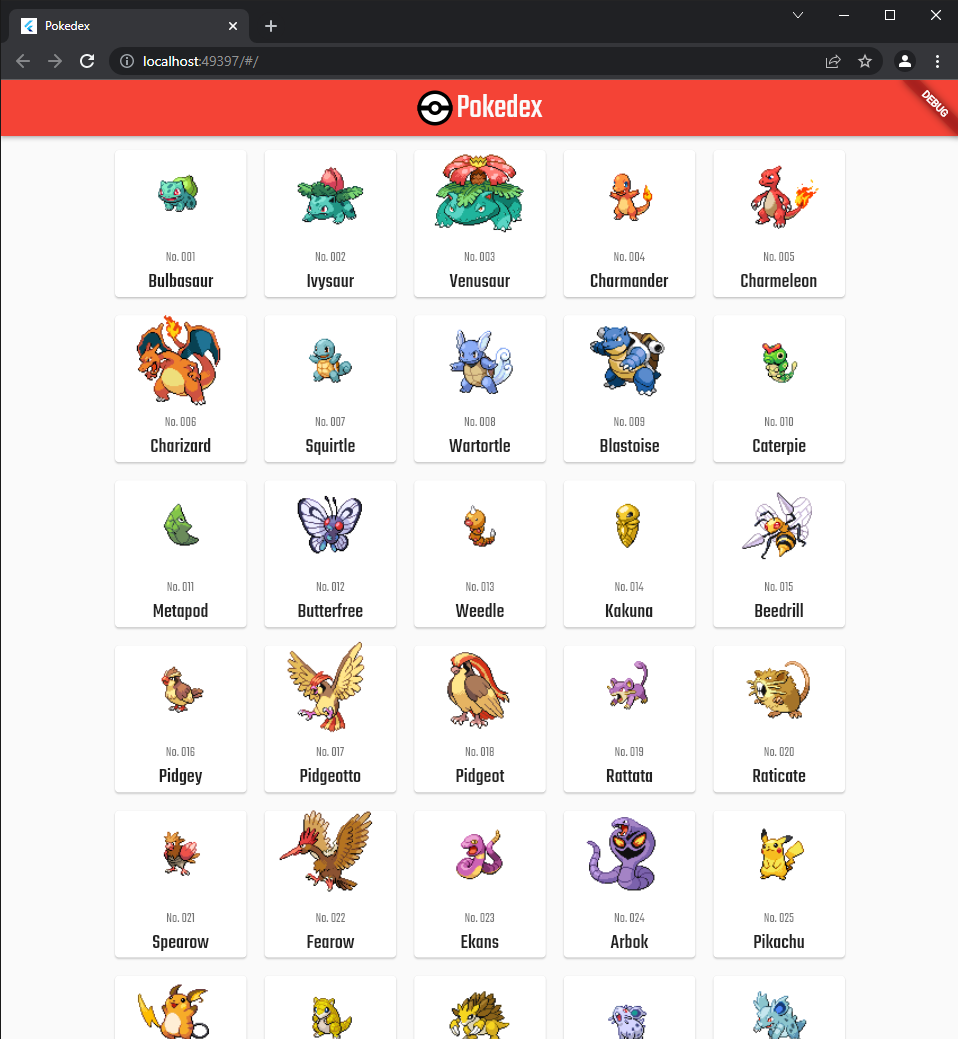 Pokedex
localhost:49397/#/
Pokedex
DEBUG
No. 001
Bulbasaur
No. 002
Ivysaur
No. 003
Venusaur
No. 004
Charmander
No. 005
Charmeleon
No. 006
Charizard
No. 007
Squirtle
No. 008
Wartortle
No. 009
Blastoise
No. 010
Caterpie
No. 011
Metapod
No. 012
Butterfree
No. 013
Weedle
No. 014
Kakuna
No. 015
Beedrill
No. 016
Pidgey
No. 017
Pidgeotto
No. 018
Pidgeot
No. 019
Rattata
No. 020
Raticate
No. 021
Spearow
No. 022
Fearow
No. 023
Ekans
No. 024
Arbok
No. 025
Pikachu